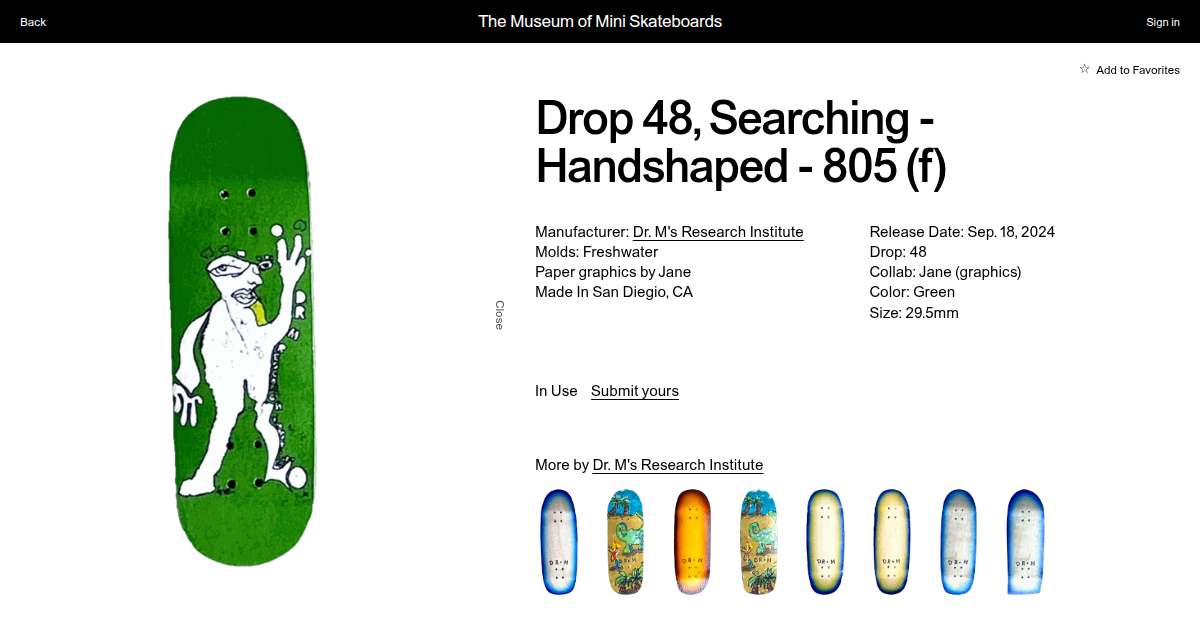 Back
The Museum of Mini Skateboards
Sign in
☆ Add to Favorites
Drop 48, Searching -
Handshaped - 805 (f)
Manufacturer: Dr. M's Research Institute
Molds: Freshwater
Paper graphics by Jane
Made In San Diegio, CA
Release Date: Sep. 18, 2024
Drop: 48
Collab: Jane (graphics)
Color: Green
Size: 29.5mm
Close
In Use Submit yours
More by Dr. M's Research Institute